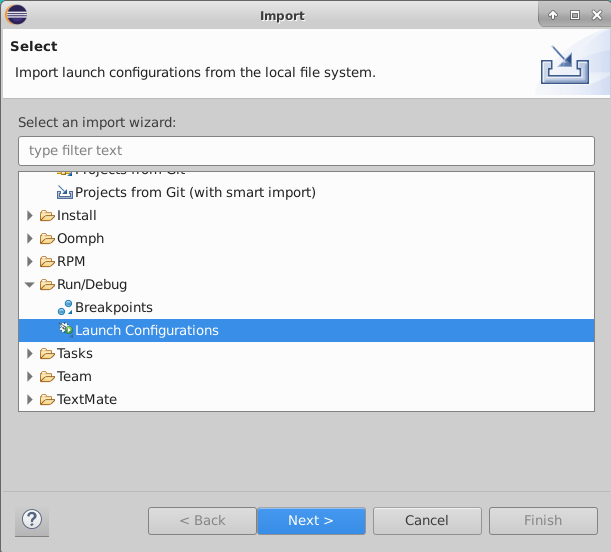 Import
Select
Import launch configurations from the local file system.
Select an import wizard:
type filter text
Projects from Git
Projects from Git (with smart import)
Install
Oomph
RPM
Run/Debug
Breakpoints
Launch Configurations
Tasks
Team
TextMate
?
< Back
Next >
Cancel
Finish